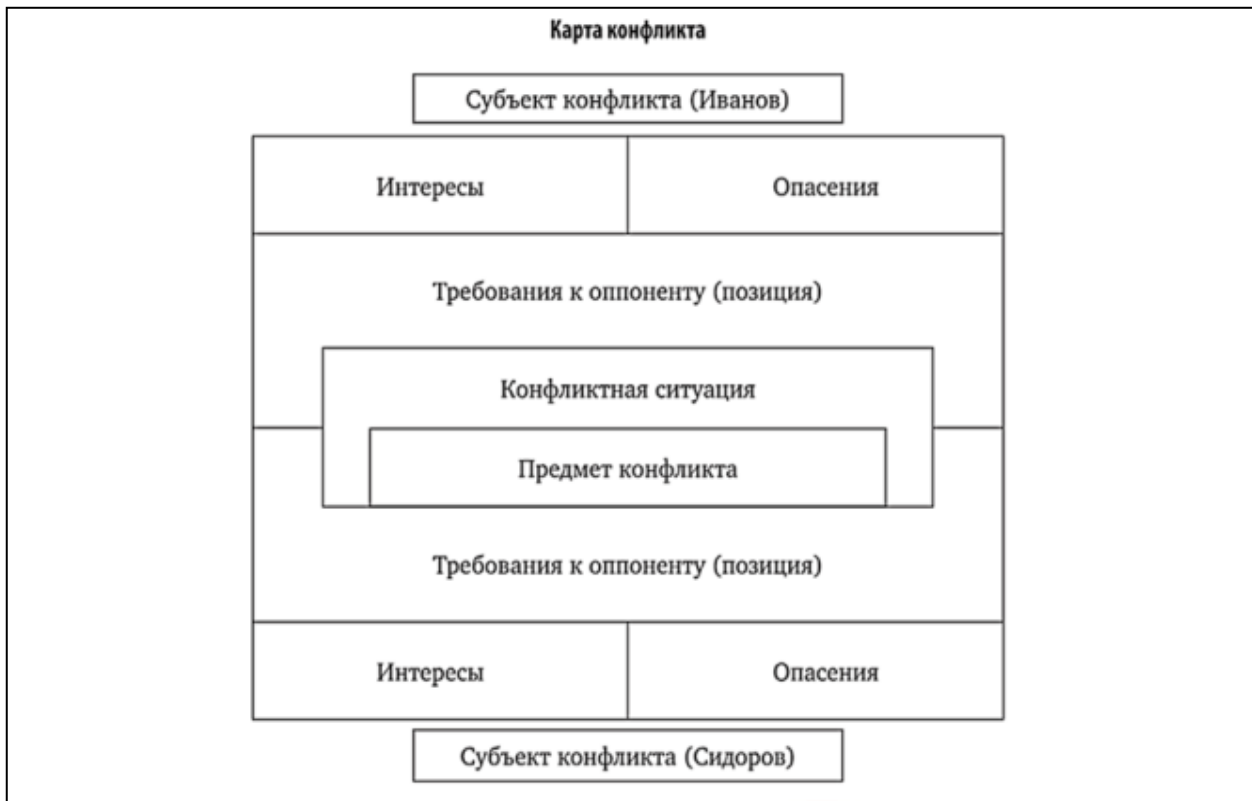 Карта конфликта
Субъект конфликта (Иванов)
Интересы
Опасения
Требования к оппоненту (позиция)
Конфликтная ситуация
Предмет конфликта
Требования к оппоненту (позиция)
Интересы
Опасения
Субъект конфликта (Сидоров)